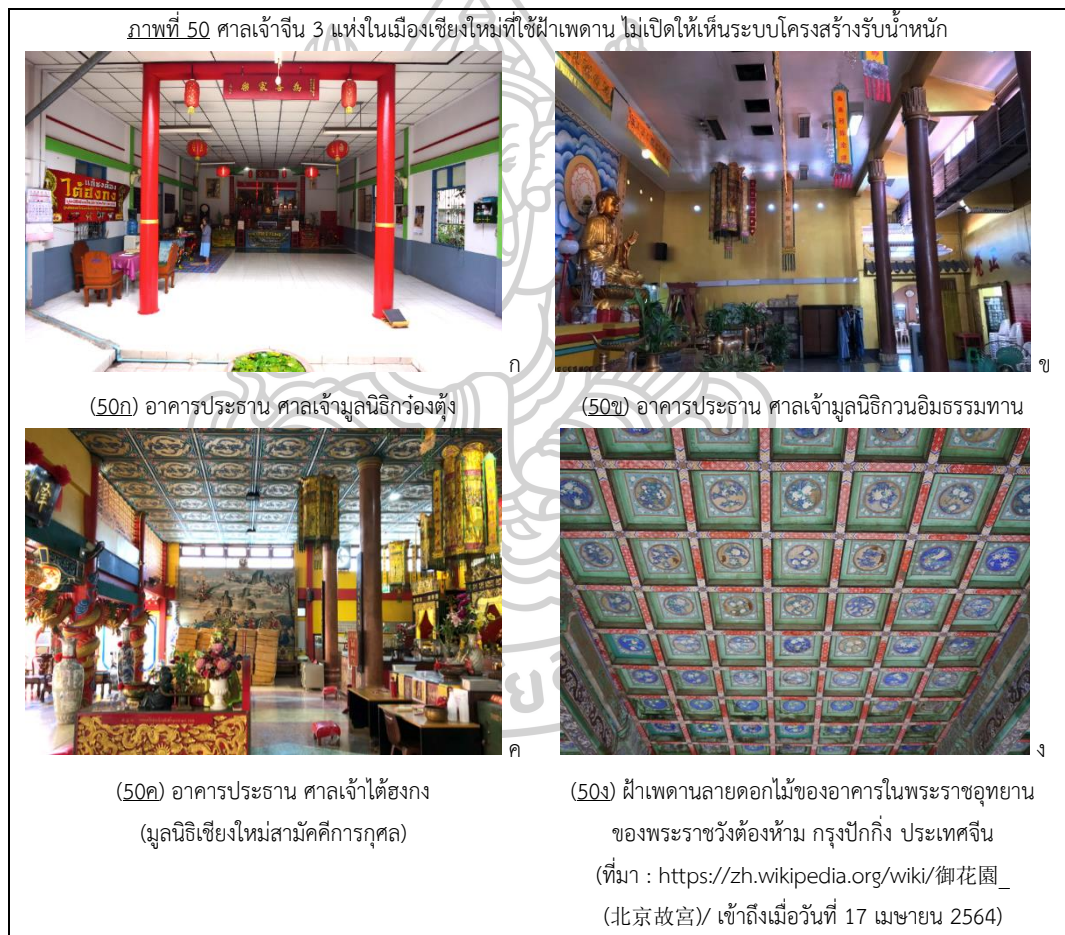 ภาพที่ 50 ศาลเจ้าจีน 3 แห่งในเมืองเชียงใหม่ที่ใช้ฝ้าเพดาน ไม่เปิดให้เห็นระบบโครงสร้างรับน้ำหนัก
ไต้ฮงกง
ก
ข
(50ก) อาคารประธาน ศาลเจ้ามูลนิธิกว๋องตุ้ง
(50ข) อาคารประธาน ศาลเจ้ามูลนิธิกวนอิมธรรมทาน
ค
ง
(50ค) อาคารประธาน ศาลเจ้าไต้ฮงกง
(มูลนิธิเชียงใหม่สามัคคีการกุศล)
(50ง) ฝ้าเพดานลายดอกไม้ของอาคารในพระราชอุทยาน
ของพระราชวังต้องห้าม กรุงปักกิ่ง ประเทศจีน
(ที่มา : https://zh.wikipedia.org/wiki/御花園_
(北京故宮)/ เข้าถึงเมื่อวันที่ 17 เมษายน 2564)